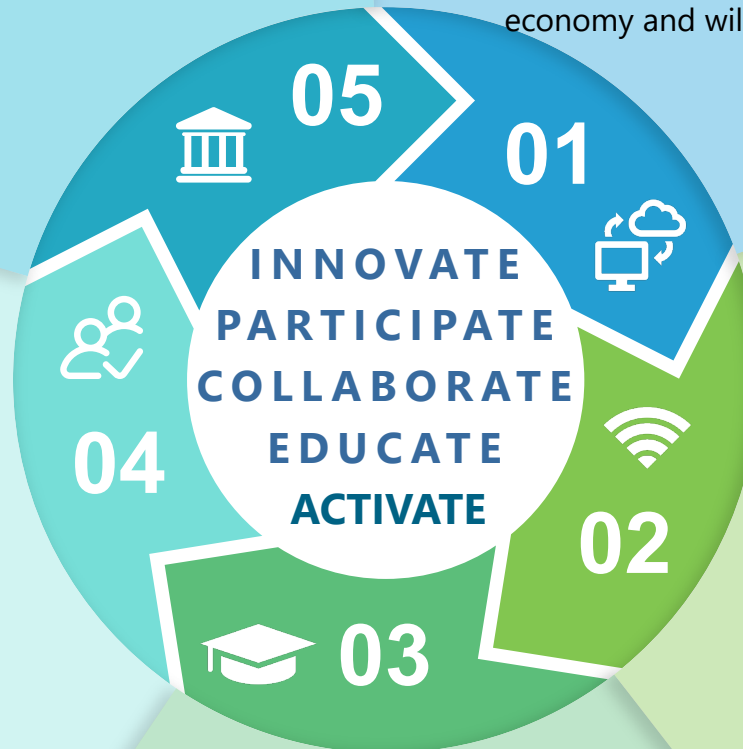 economy and wil
05
01
INNOVATE
PARTICIPATE
COLLABORATE
EDUCATE
ACTIVATE
04
02
03